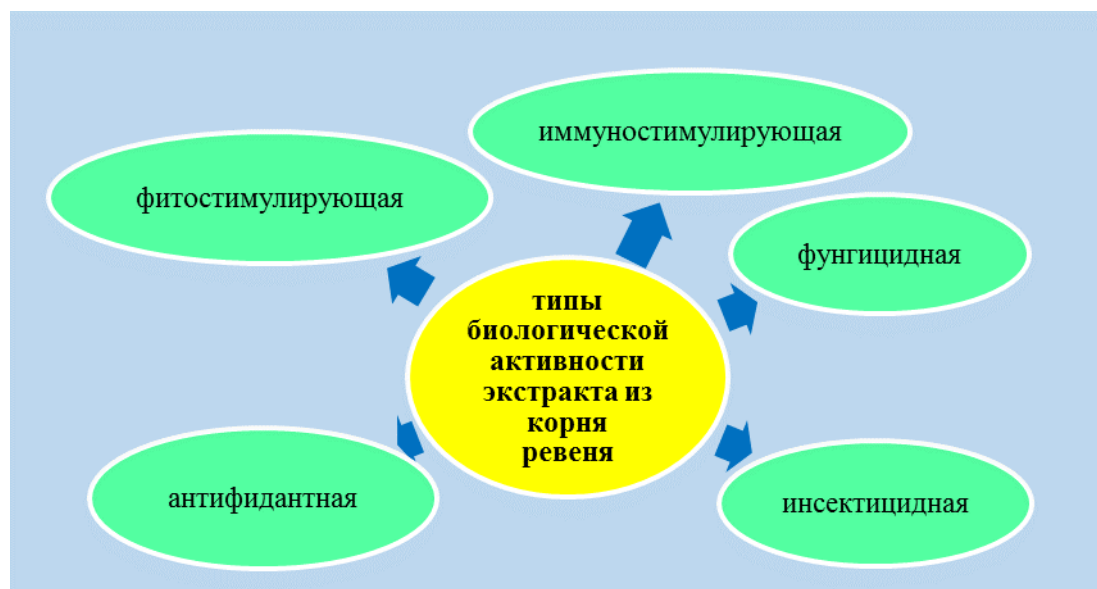 иммуностимулирующая
фитостимулирующая
фунгицидная
типы
биологической
активности
экстракта из
корня
ревеня
антифидантная
инсектицидная